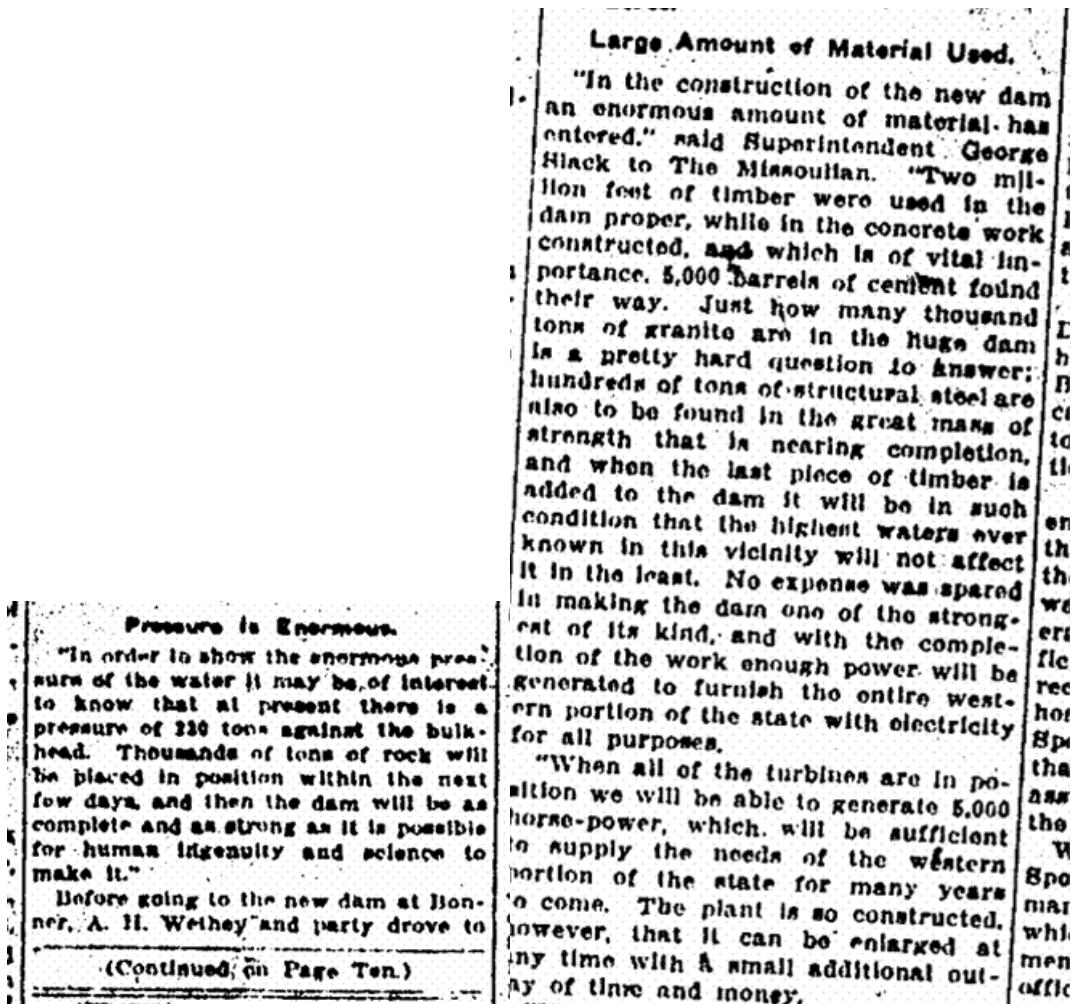 Large Amount of Material Used.
"In the construction of the new dam
an enormous amount of material has
entered." said Superintendent George
Slack to The Missoulian. "Two mil-
lion feet of timber were used in the
dam proper, while in the concrete work
constructed, and which is of vital im-
portance, 5,000 barrels of cement found
their way. Just how many thousand
tons of granite are in the huge dam
is a pretty hard question to answer;
hundreds of tons of structural steel are
also to be found in the great mass of
strength that is nearing completion,
and when the last piece of timber is
added to the dam it will be in such
condition that the highest waters ever
known in this vicinity will not affect
it in the least. No expense was spared
in making the dam one of the strong-
est of its kind, and with the comple-
tion of the work enough power will be
generated to furnish the entire west-
ern portion of the state with electricity
for all purposes.
"When all of the turbines are in po-
sition we will be able to generate 5,000
horse-power, which will be sufficient
to supply the needs of the western
portion of the state for many years
to come. The plant is so constructed,
however, that it can be enlarged at
any time with a small additional out-
lay of time and money.
Pressure is Enormous.
"In order to show the enormous pres-
sure of the water it may be of interest
to know that at present there is a
pressure of 220 tons against the bulk-
head. Thousands of tons of rock will
be placed in position within the next
few days, and then the dam will be as
complete and as strong as it is possible
for human ingenuity and science to
make it."
Before going to the new dam at Bon-
ner, A. H. Wethey and party drove to
(Continued on Page Ten.)